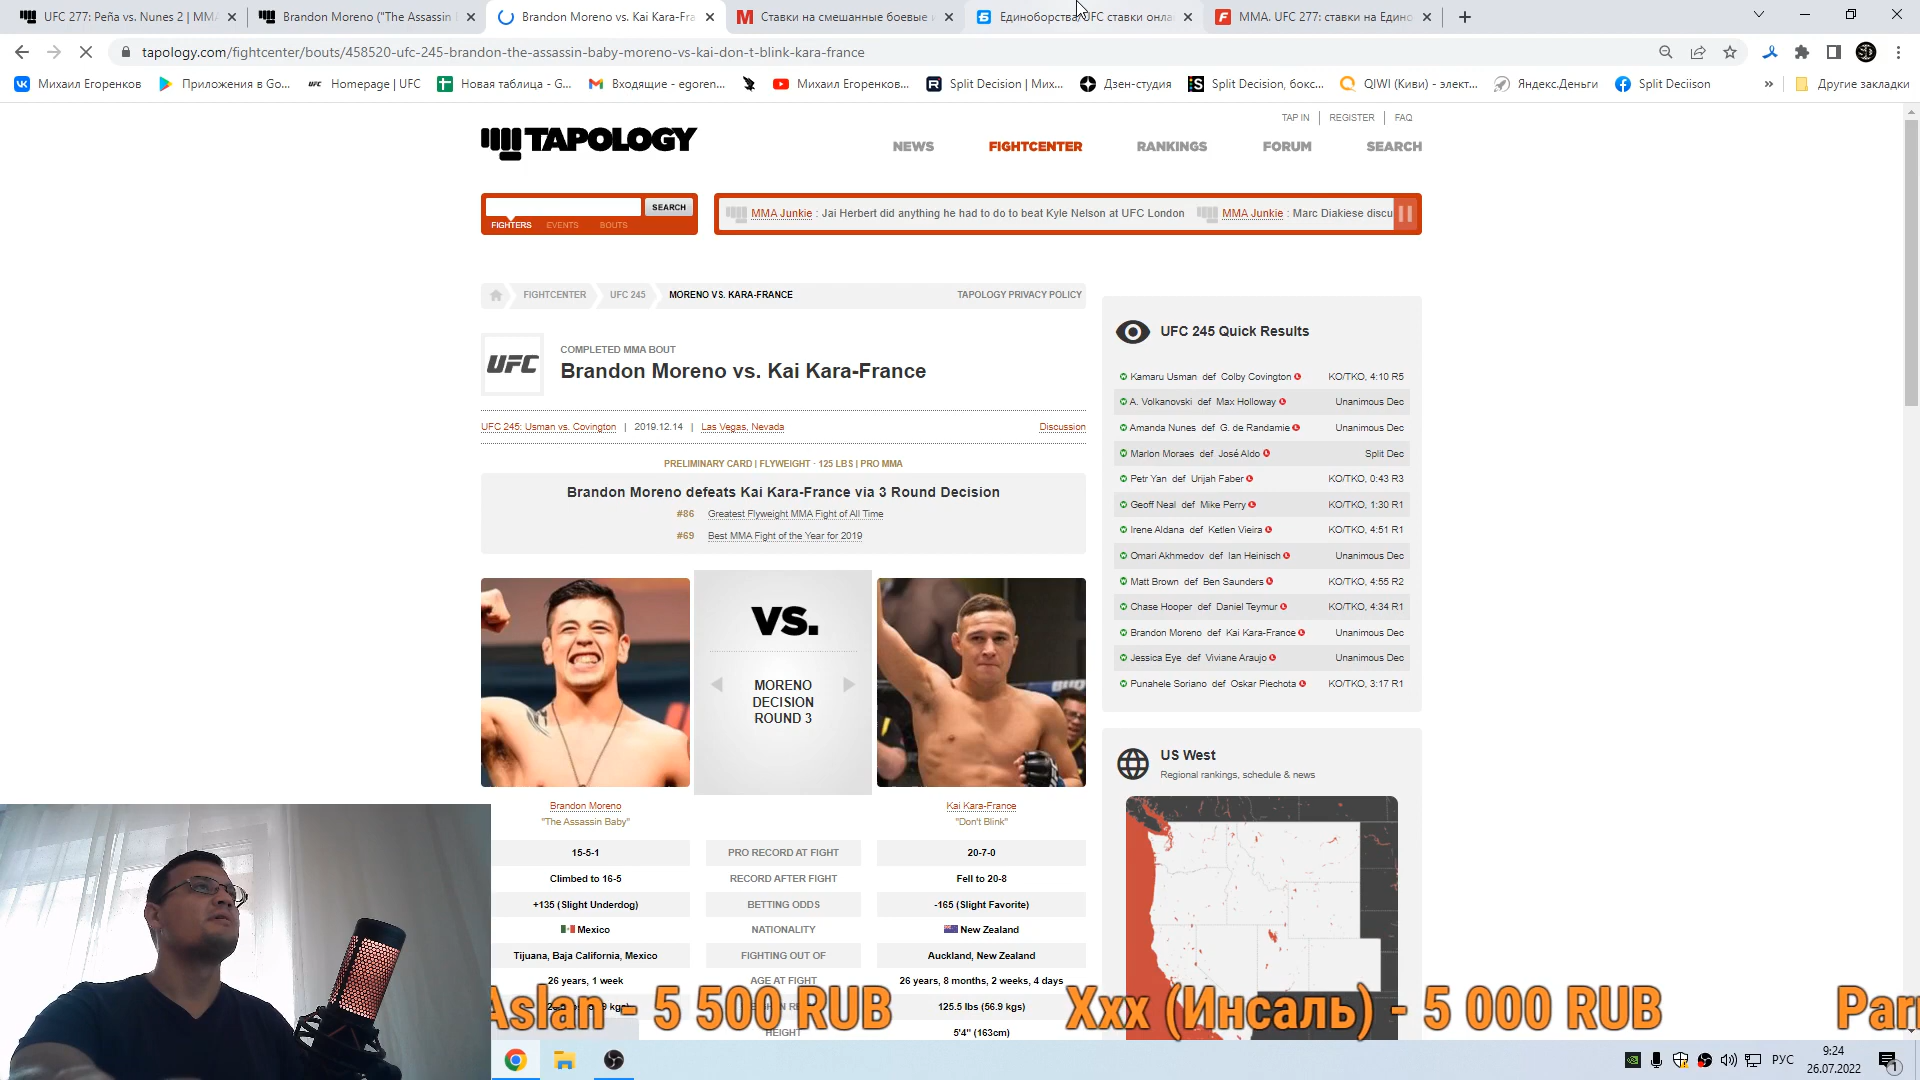 UFC 277: Peña vs. Nunes 2 | MMA
Brandon Moreno ("The Assassin
Brandon Moreno vs. Kai Kara-Fra
Ставки на смешанные боевые
Единоборства/UFC ставки онла
MMA. UFC 277: ставки на Едино
tapology.com/fightcenter/bouts/458520-ufc-245-brandon-the-assassin-baby-moreno-vs-kai-don-t-blink-kara-france
Михаил Егоренков
Приложения в Go...
Homepage | UFC
Новая таблица - G...
Входящие - egoren...
Михаил Егоренков...
Split Decision | Мих...
Дзен-студия
Split Decision, бокс...
QIWI (Киви) - элект...
Яндекс.Деньги
Split Deciison
»
Другие закладки
TAPOLOGY
TAP IN | REGISTER | FAQ
NEWS
FIGHTCENTER
RANKINGS
FORUM
SEARCH
SEARCH
FIGHTERS EVENTS BOUTS
MMA Junkie : Jai Herbert did anything he had to do to beat Kyle Nelson at UFC London
MMA Junkie : Marc Diakiese discu
FIGHTCENTER
UFC 245
MORENO VS. KARA-FRANCE
TAPOLOGY PRIVACY POLICY
UFC
COMPLETED MMA BOUT
Brandon Moreno vs. Kai Kara-France
UFC 245: Usman vs. Covington | 2019.12.14 | Las Vegas, Nevada
Discussion
PRELIMINARY CARD | FLYWEIGHT · 125 LBS | PRO MMA
Brandon Moreno defeats Kai Kara-France via 3 Round Decision
#86 Greatest Flyweight MMA Fight of All Time
#69 Best MMA Fight of the Year for 2019
VS.
MORENO
DECISION
ROUND 3
Brandon Moreno
"The Assassin Baby"
Kai Kara-France
"Don't Blink"
15-5-1 PRO RECORD AT FIGHT 20-7-0
Climbed to 16-5 RECORD AFTER FIGHT Fell to 20-8
+135 (Slight Underdog) BETTING ODDS -165 (Slight Favorite)
Mexico NATIONALITY New Zealand
Tijuana, Baja California, Mexico FIGHTING OUT OF Auckland, New Zealand
26 years, 1 week AGE AT FIGHT 26 years, 8 months, 2 weeks, 4 days
125.5 lbs (56.9 kgs)
HEIGHT 5'4" (163cm)
UFC 245 Quick Results
Kamaru Usman def Colby Covington KO/TKO, 4:10 R5
A. Volkanovski def Max Holloway Unanimous Dec
Amanda Nunes def G. de Randamie Unanimous Dec
Marlon Moraes def José Aldo Split Dec
Petr Yan def Urijah Faber KO/TKO, 0:43 R3
Geoff Neal def Mike Perry KO/TKO, 1:30 R1
Irene Aldana def Ketlen Vieira KO/TKO, 4:51 R1
Omari Akhmedov def Ian Heinisch Unanimous Dec
Matt Brown def Ben Saunders KO/TKO, 4:55 R2
Chase Hooper def Daniel Teymur KO/TKO, 4:34 R1
Brandon Moreno def Kai Kara-France Unanimous Dec
Jessica Eye def Viviane Araujo Unanimous Dec
Punahele Soriano def Oskar Piechota KO/TKO, 3:17 R1
US West
Regional rankings, schedule & news
Aslan - 5 500 RUB
Xxx (Инсаль) - 5 000 RUB
РУС
9:24
26.07.2022
1